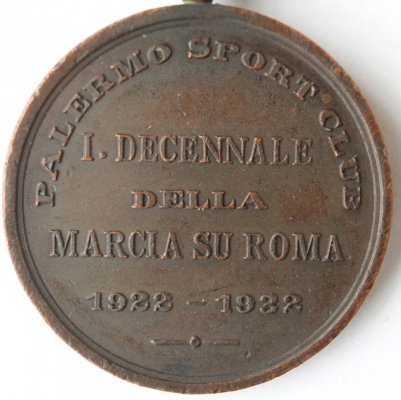 PALERMO SPORT·CLUB
I. DECENNALE
DELLA
MARCIA SU ROMA
1922 - 1932